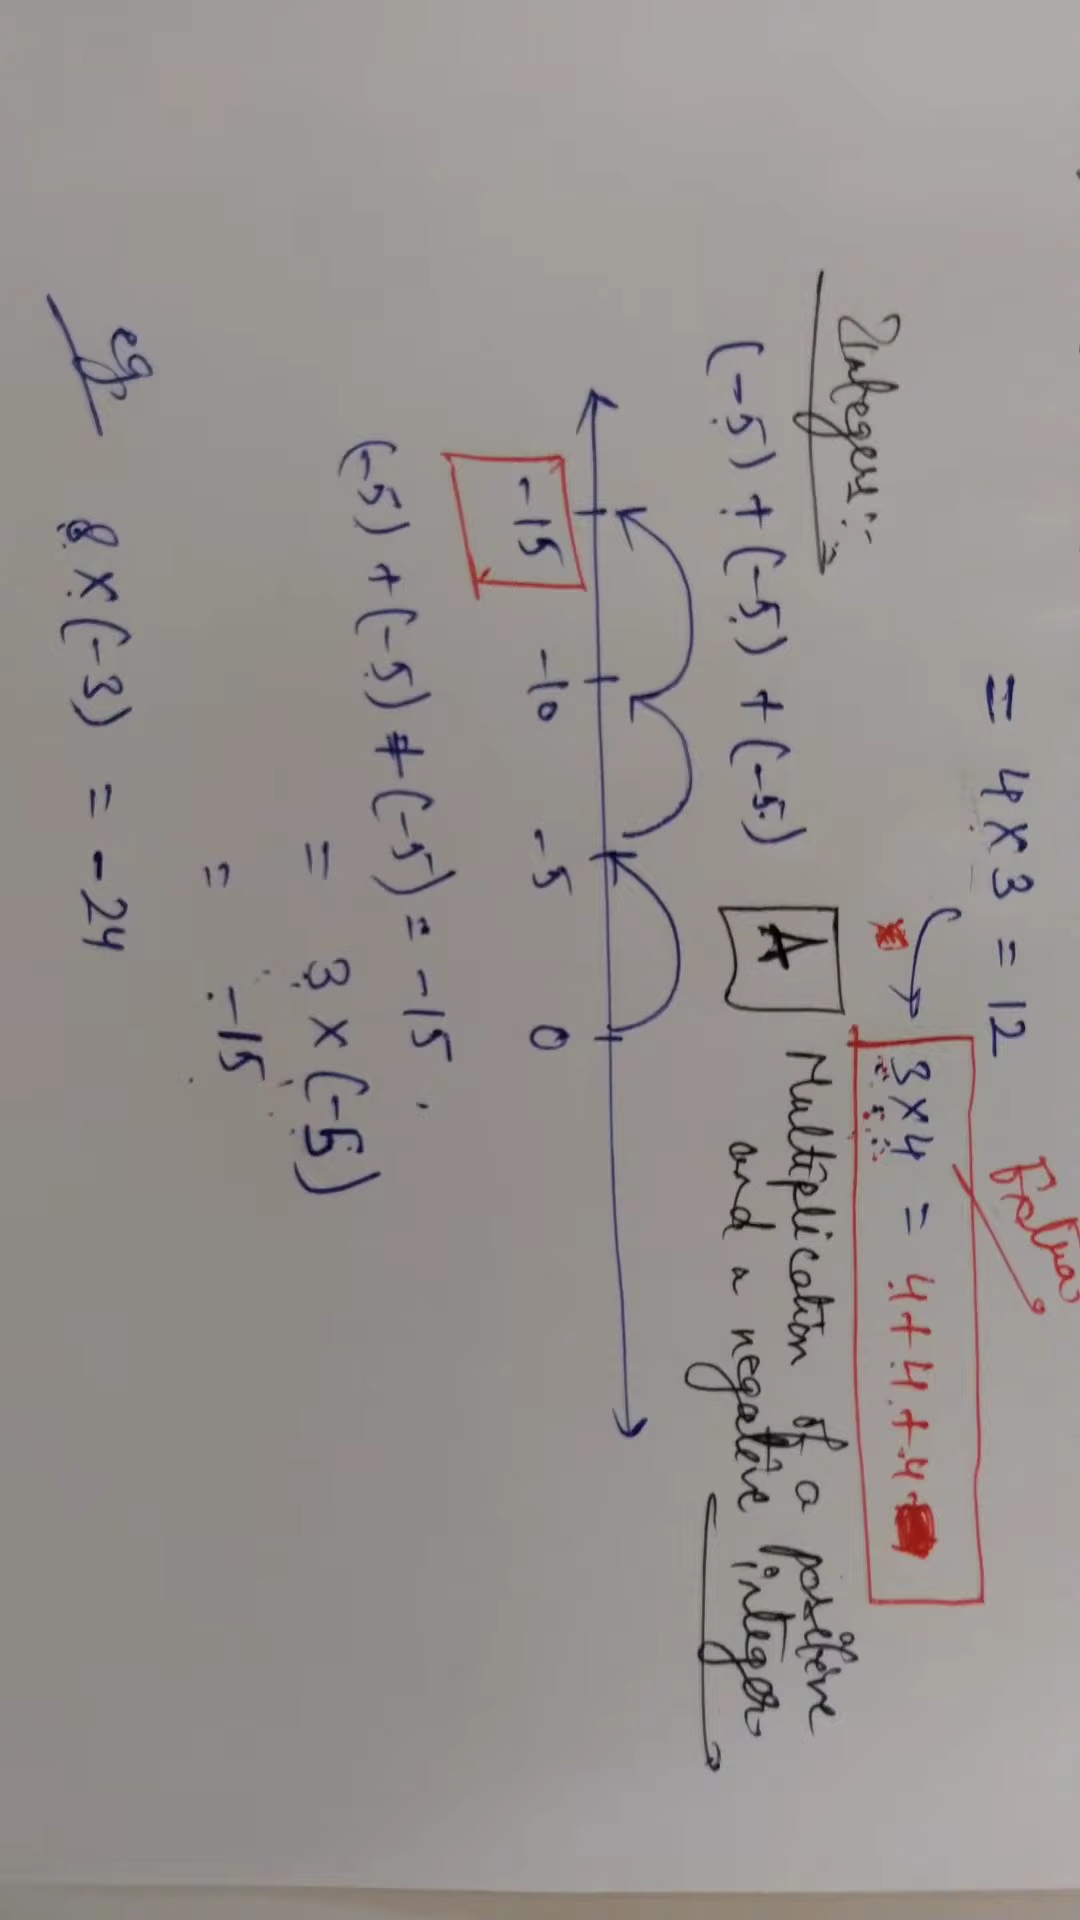 = 4 × 3 = 12
3×4 = 4+4+4
Integers:-
(-5) + (-5) + (-5)
A Multiplication of a positive
and a negative integer
-15 -10 -5 0
(-5) + (-5) + (-5) = -15
= 3 × (-5)
= -15
eg 8 × (-3) = -24